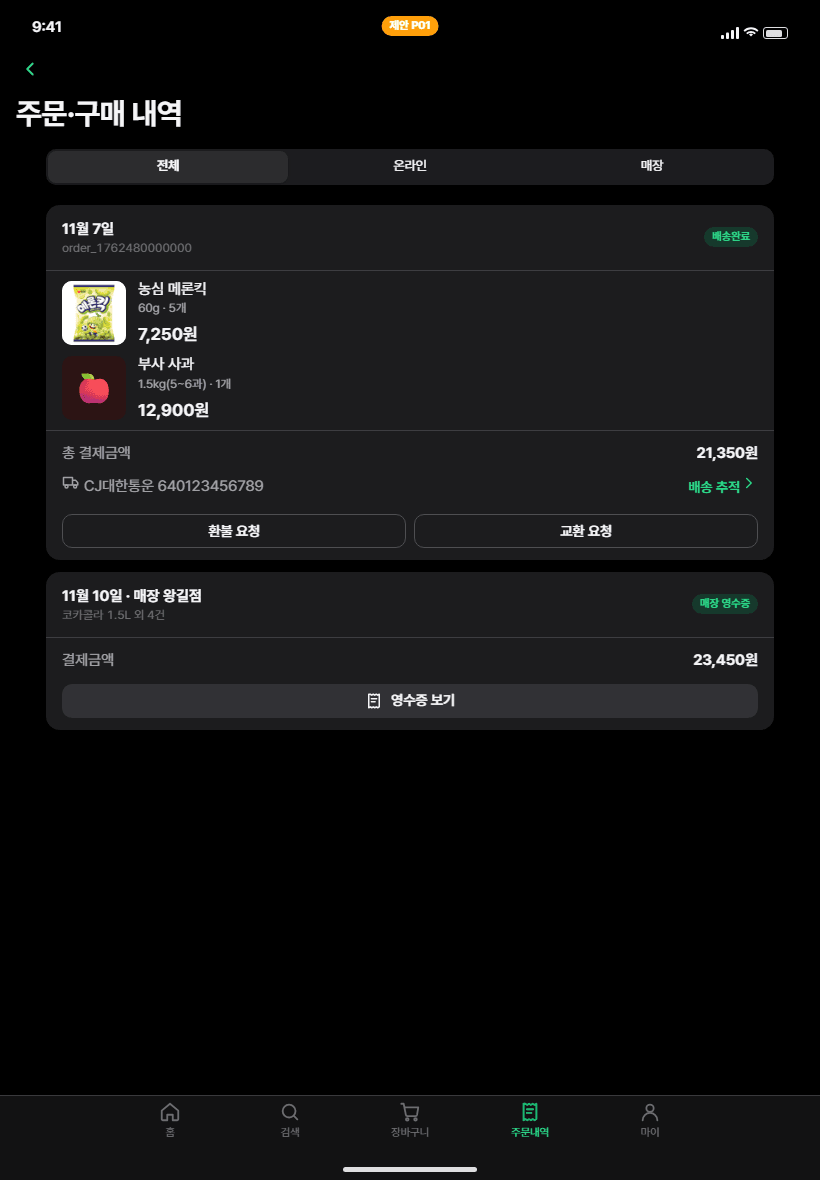 9:41
제안 P01
주문·구매 내역
전체
온라인
매장
11월 7일
order_1762480000000
배송완료
메론킥
농심 메론킥
60g · 5개
7,250원
부사 사과
1.5kg(5~6과) · 1개
12,900원
총 결제금액
21,350원
CJ대한통운 640123456789
배송 추적
환불 요청
교환 요청
11월 10일 · 매장 왕길점
코카콜라 1.5L 외 4건
매장 영수증
결제금액
23,450원
영수증 보기
홈
검색
장바구니
주문내역
마이